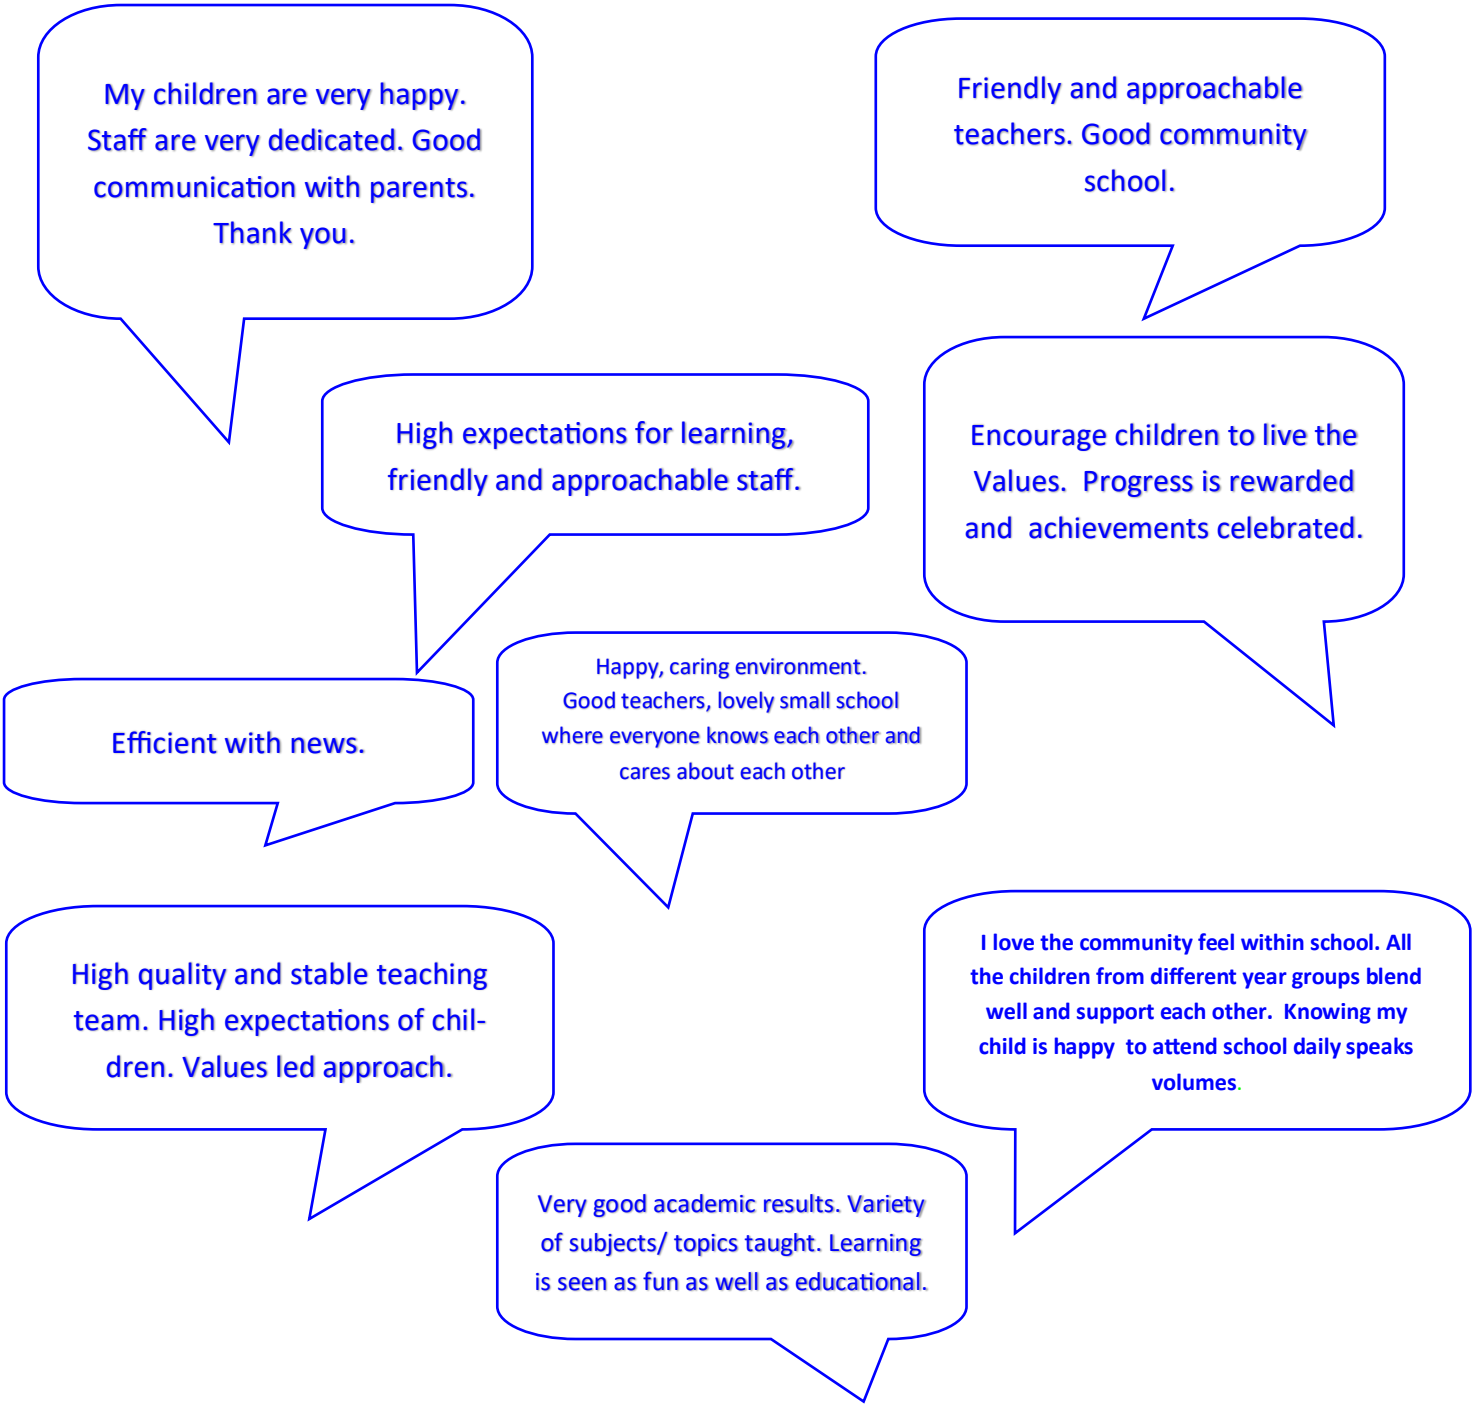 My children are very happy.
Staff are very dedicated. Good
communication with parents.
Thank you.
Friendly and approachable
teachers. Good community
school.
High expectations for learning,
friendly and approachable staff.
Encourage children to live the
Values.  Progress is rewarded
and  achievements celebrated.
Efficient with news.
Happy, caring environment.
Good teachers, lovely small school
where everyone knows each other and
cares about each other
High quality and stable teaching
team. High expectations of chil-
dren. Values led approach.
I love the community feel within school. All
the children from different year groups blend
well and support each other.  Knowing my
child is happy  to attend school daily speaks
volumes.
Very good academic results. Variety
of subjects/ topics taught. Learning
is seen as fun as well as educational.